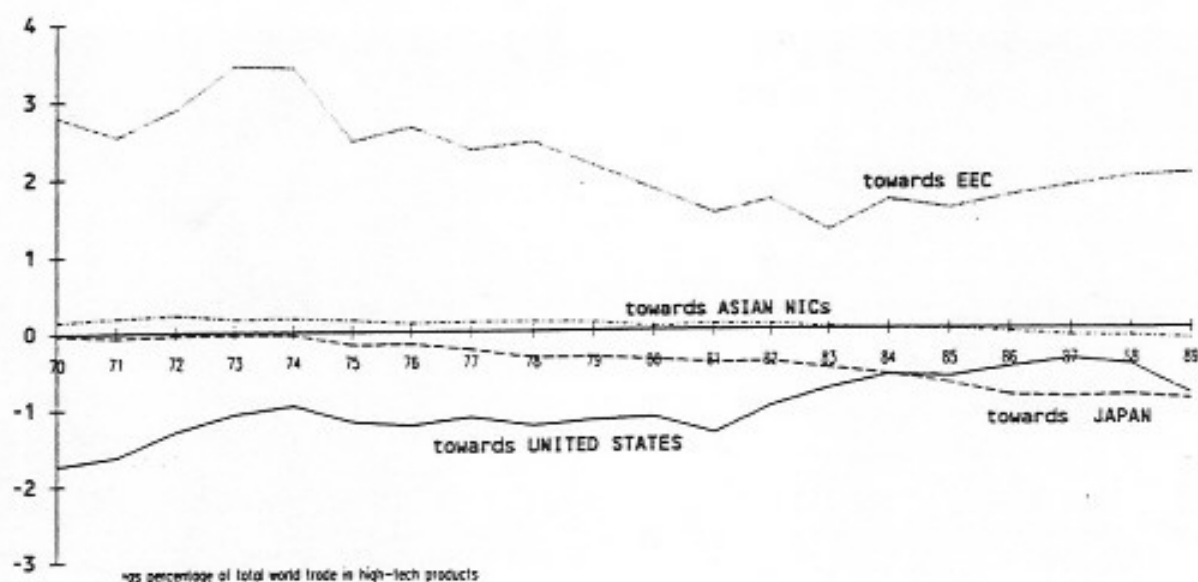 4
3
2
1
0
-1
-2
-3
towards EEC
towards ASIAN NICs
70 71 72 73 74 75 76 77 78 79 80 81 82 83 84 85 86 87 88 89
towards JAPAN
towards UNITED STATES
as percentage of total world trade in high-tech products